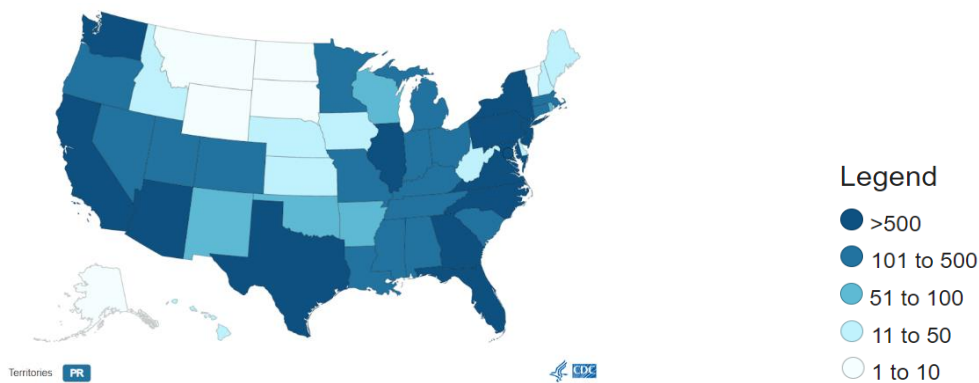 Legend
>500
101 to 500
51 to 100
11 to 50
1 to 10
Territories PR
CDC